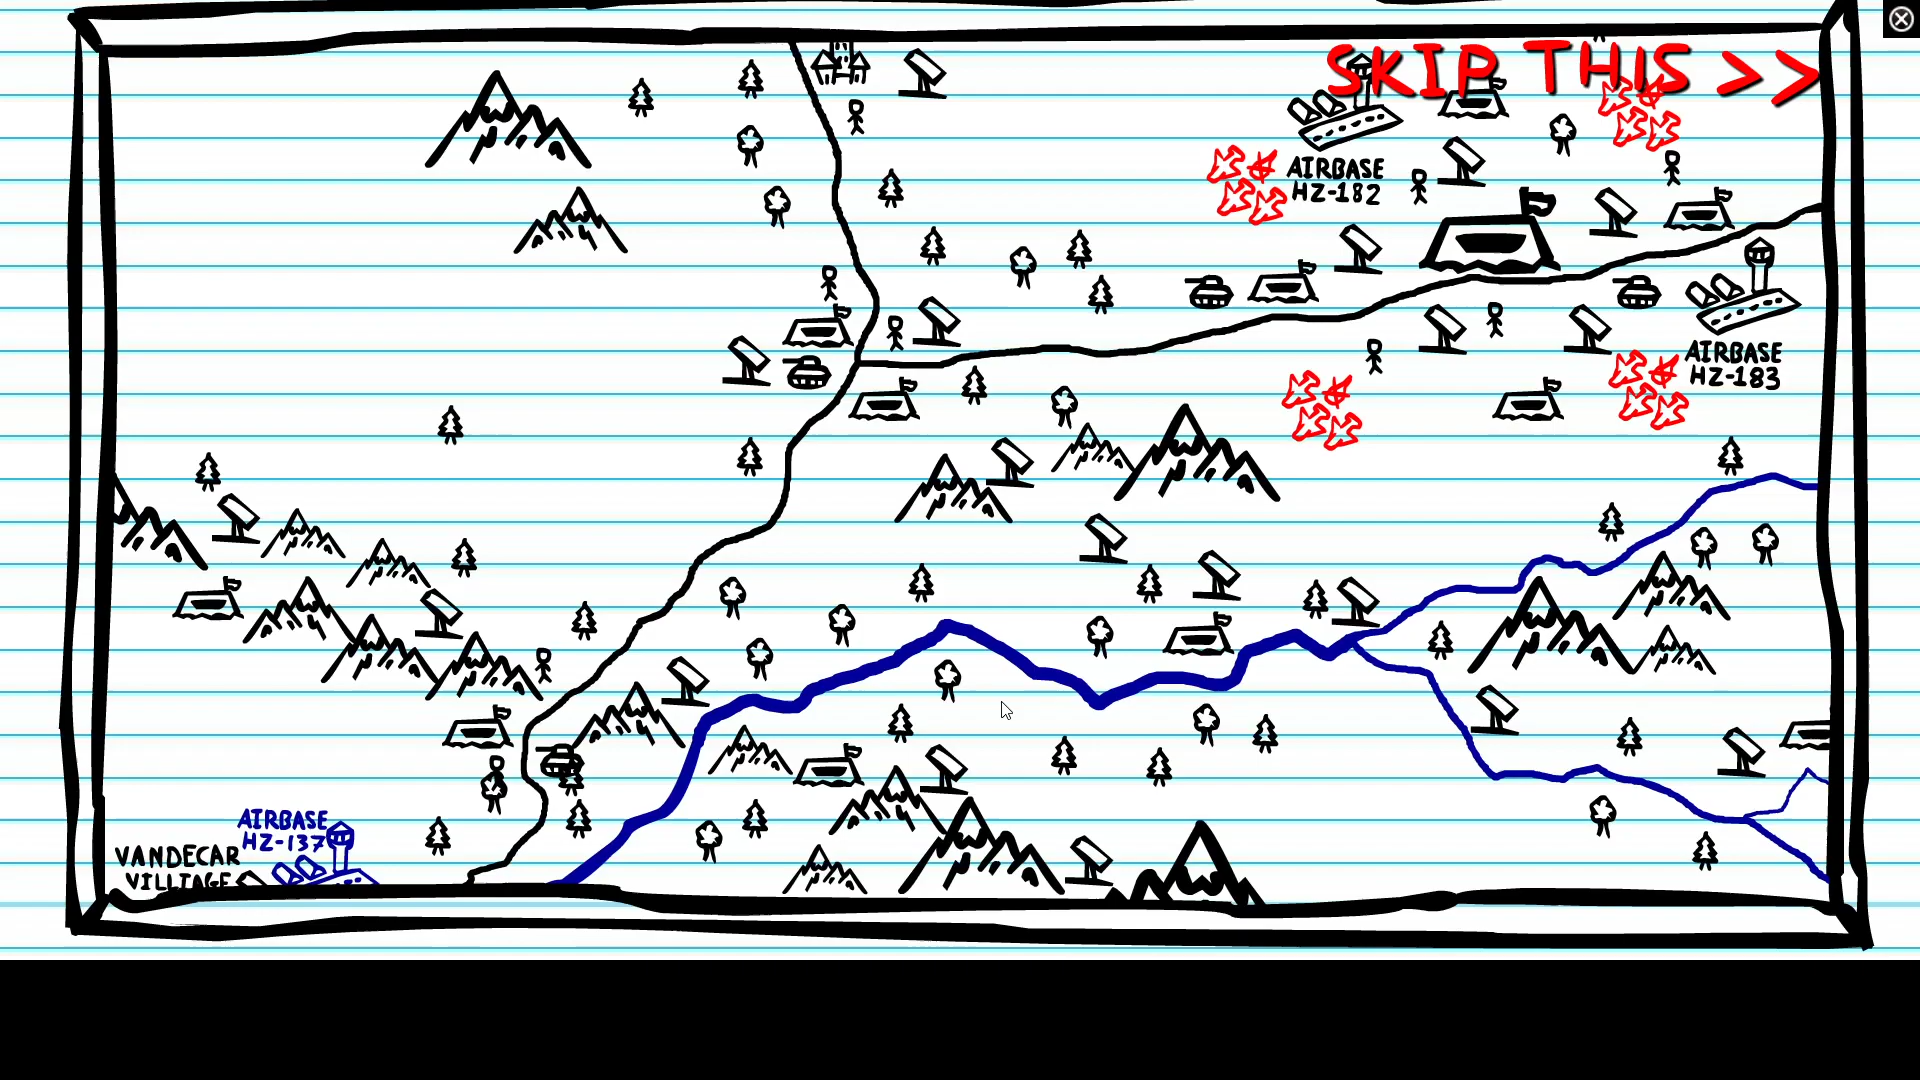 SKIP THIS >>
AIRBASE
HZ-182
AIRBASE
HZ-183
AIRBASE
HZ-137
VANDECAR
VILLAGE